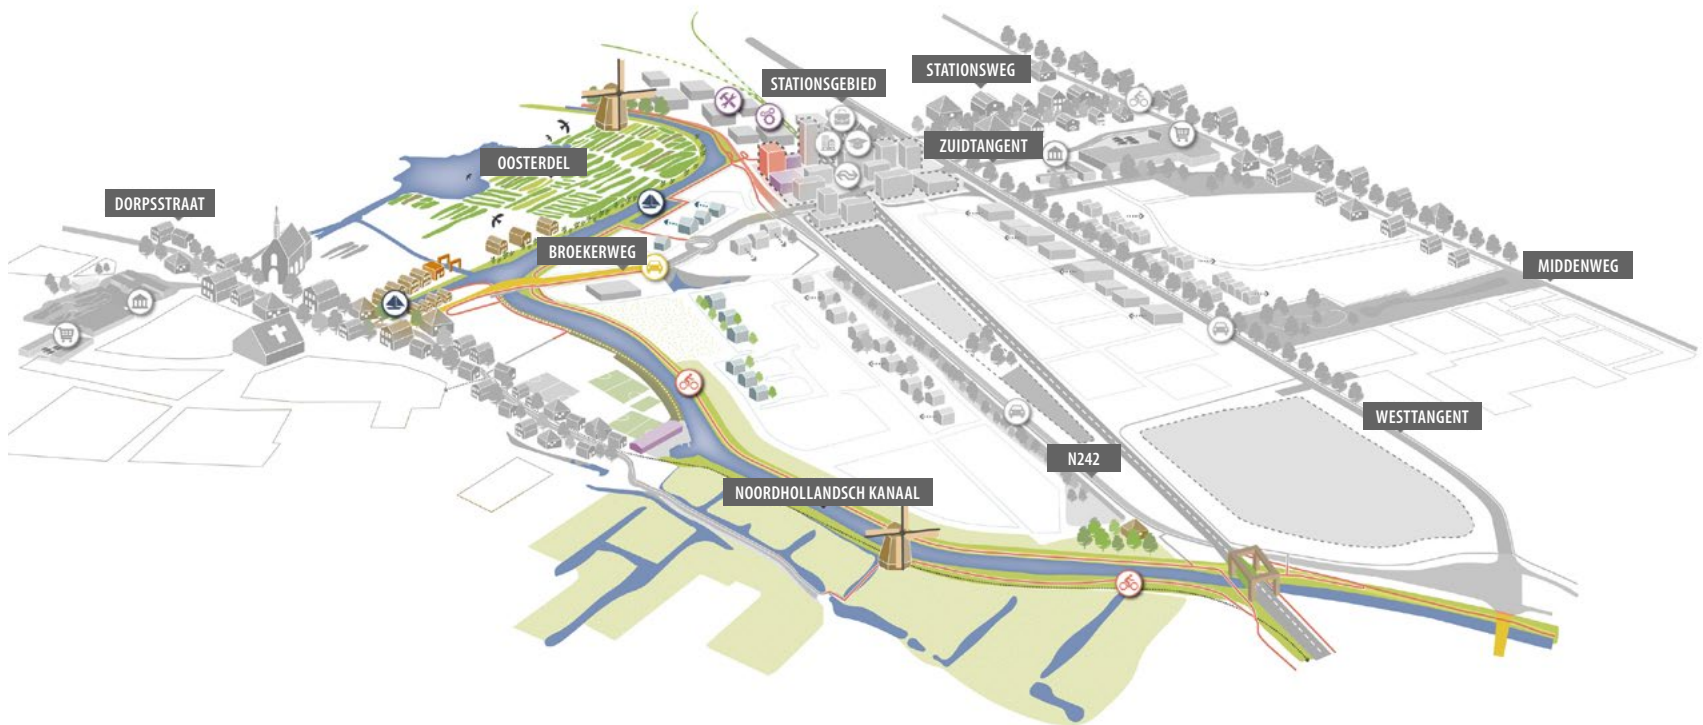 STATIONSGEBIED
STATIONSWEG
ZUIDTANGENT
OOSTERDEL
DORPSSTRAAT
BROEKERWEG
MIDDENWEG
WESTTANGENT
N242
NOORDHOLLANDSCH KANAAL